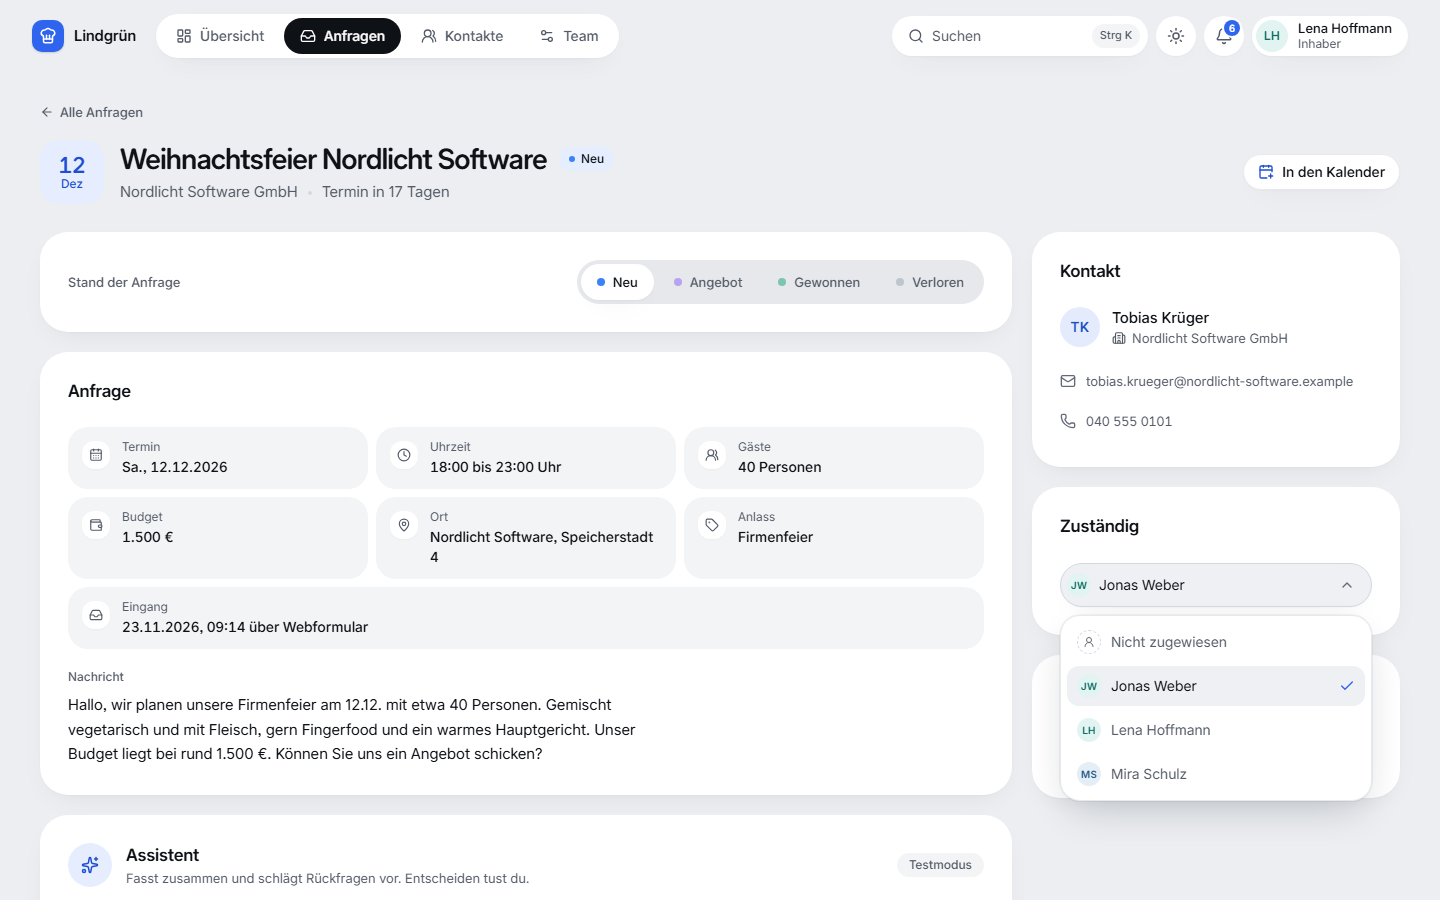 Lindgrün
Übersicht
Anfragen
Kontakte
Team
Suchen
Strg K
6
LH
Lena Hoffmann
Inhaber
Alle Anfragen
12
Dez
Weihnachtsfeier Nordlicht Software
Neu
Nordlicht Software GmbH
Termin in 17 Tagen
In den Kalender
Stand der Anfrage
Neu
Angebot
Gewonnen
Verloren
Anfrage
Termin
Sa., 12.12.2026
Uhrzeit
18:00 bis 23:00 Uhr
Gäste
40 Personen
Budget
1.500 €
Ort
Nordlicht Software, Speicherstadt
4
Anlass
Firmenfeier
Eingang
23.11.2026, 09:14 über Webformular
Nachricht
Hallo, wir planen unsere Firmenfeier am 12.12. mit etwa 40 Personen. Gemischt
vegetarisch und mit Fleisch, gern Fingerfood und ein warmes Hauptgericht. Unser
Budget liegt bei rund 1.500 €. Können Sie uns ein Angebot schicken?
Assistent
Fasst zusammen und schlägt Rückfragen vor. Entscheiden tust du.
Testmodus
Kontakt
TK
Tobias Krüger
Nordlicht Software GmbH
tobias.krueger@nordlicht-software.example
040 555 0101
Zuständig
JW
Jonas Weber
Nicht zugewiesen
JW
Jonas Weber
LH
Lena Hoffmann
MS
Mira Schulz